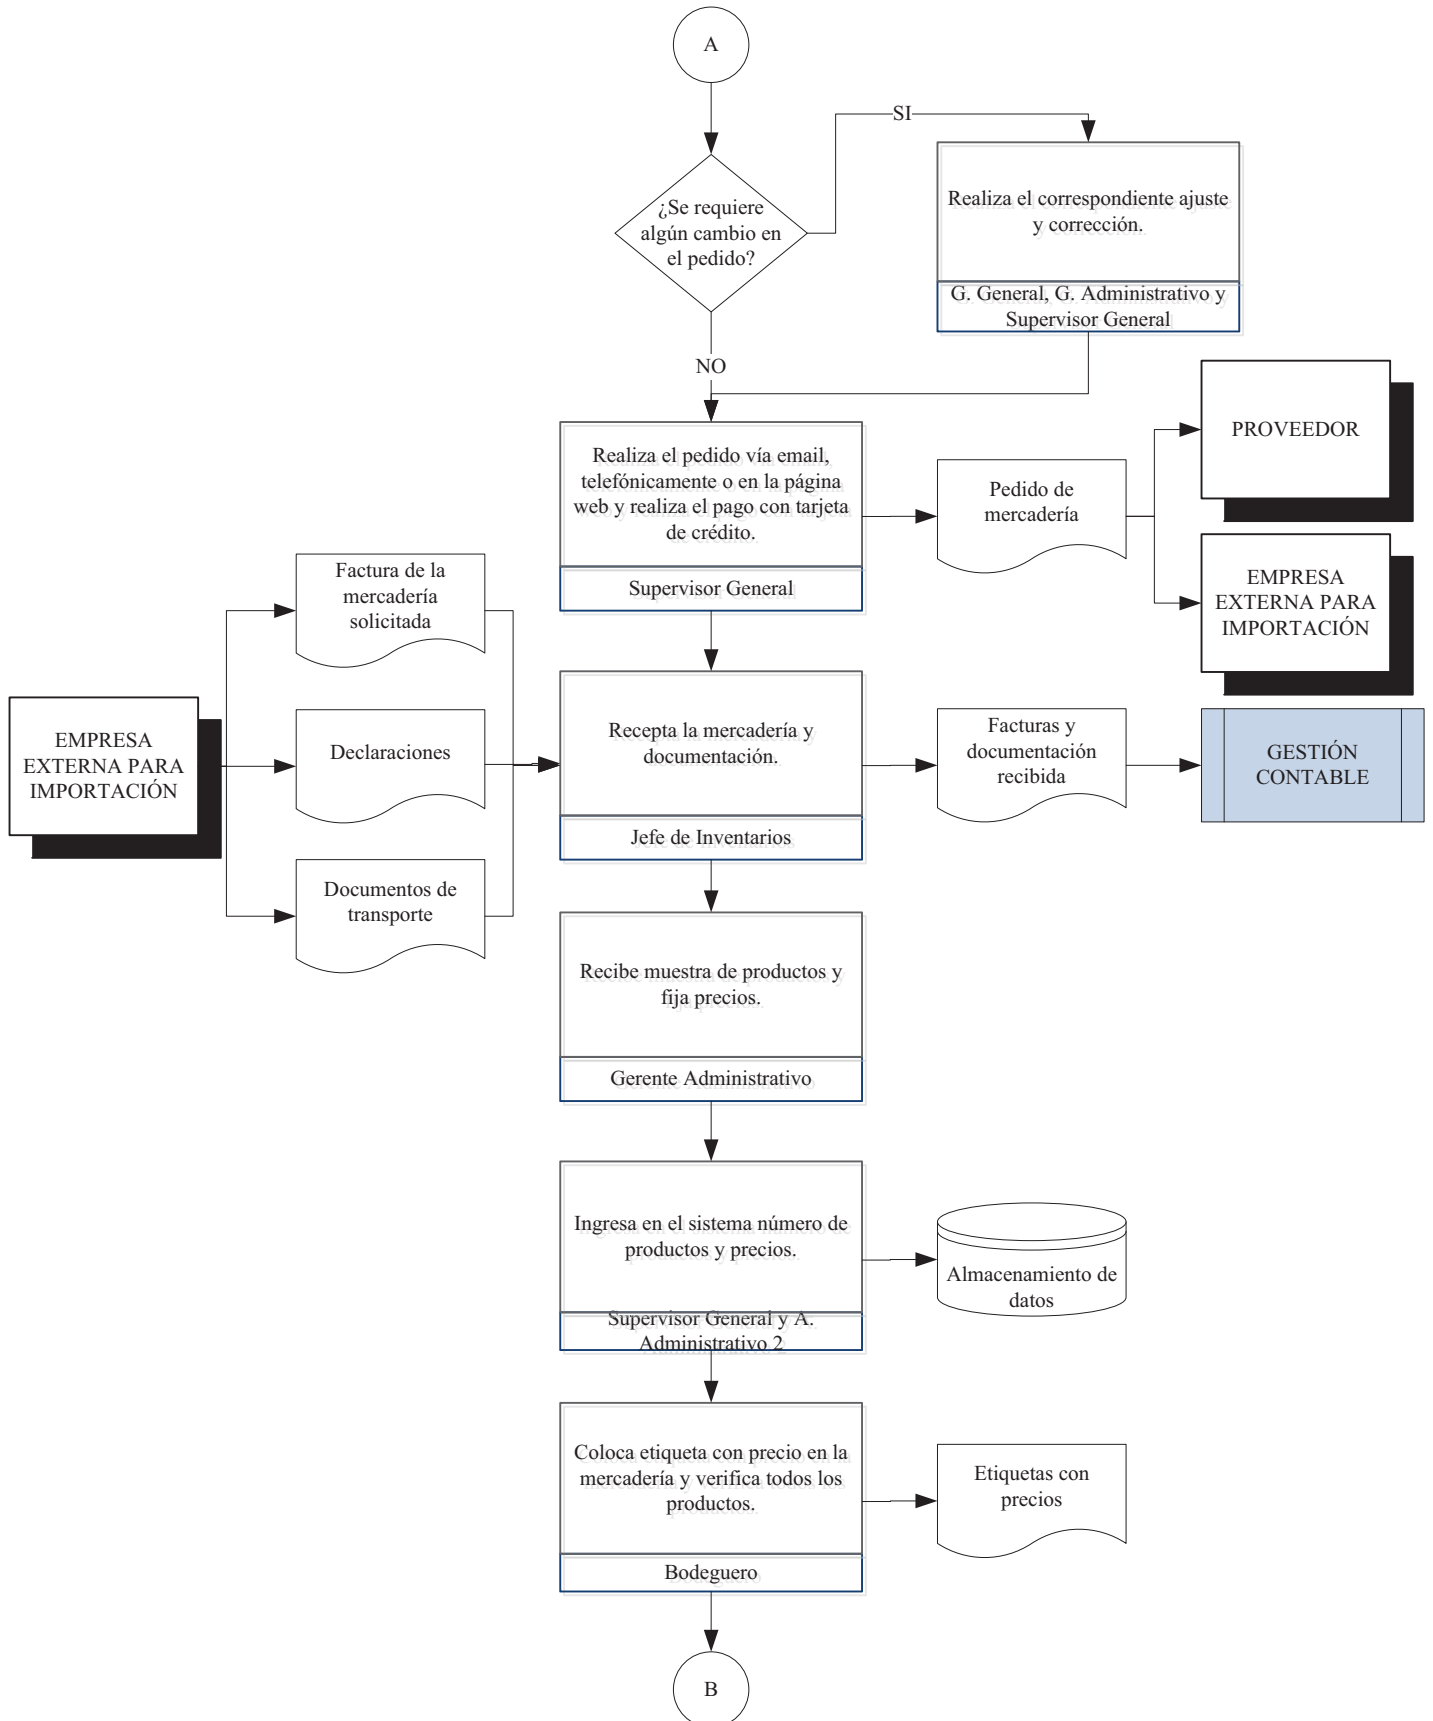 A
SI
¿Se requiere
algún cambio en
el pedido?
Realiza el correspondiente ajuste
y corrección.
G. General, G. Administrativo y
Supervisor General
NO
Realiza el pedido vía email,
telefónicamente o en la página
web y realiza el pago con tarjeta
de crédito.
Supervisor General
Pedido de
mercadería
PROVEEDOR
EMPRESA
EXTERNA PARA
IMPORTACIÓN
Factura de la
mercadería
solicitada
EMPRESA
EXTERNA PARA
IMPORTACIÓN
Declaraciones
Documentos de
transporte
Recepta la mercadería y
documentación.
Jefe de Inventarios
Facturas y
documentación
recibida
GESTIÓN
CONTABLE
Recibe muestra de productos y
fija precios.
Gerente Administrativo
Ingresa en el sistema número de
productos y precios.
Supervisor General y A.
Administrativo 2
Almacenamiento de
datos
Coloca etiqueta con precio en la
mercadería y verifica todos los
productos.
Bodeguero
Etiquetas con
precios
B